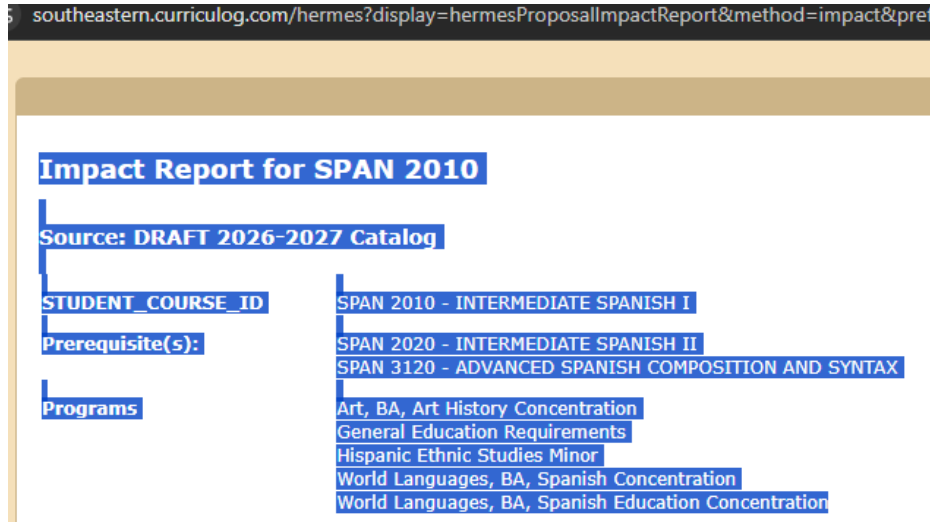 southeastern.curriculog.com/hermes?display=hermesProposalImpactReport&method=impact&pref
Impact Report for SPAN 2010
Source: DRAFT 2026-2027 Catalog
STUDENT_COURSE_ID SPAN 2010 - INTERMEDIATE SPANISH I
Prerequisite(s): SPAN 2020 - INTERMEDIATE SPANISH II
SPAN 3120 - ADVANCED SPANISH COMPOSITION AND SYNTAX
Programs Art, BA, Art History Concentration
General Education Requirements
Hispanic Ethnic Studies Minor
World Languages, BA, Spanish Concentration
World Languages, BA, Spanish Education Concentration